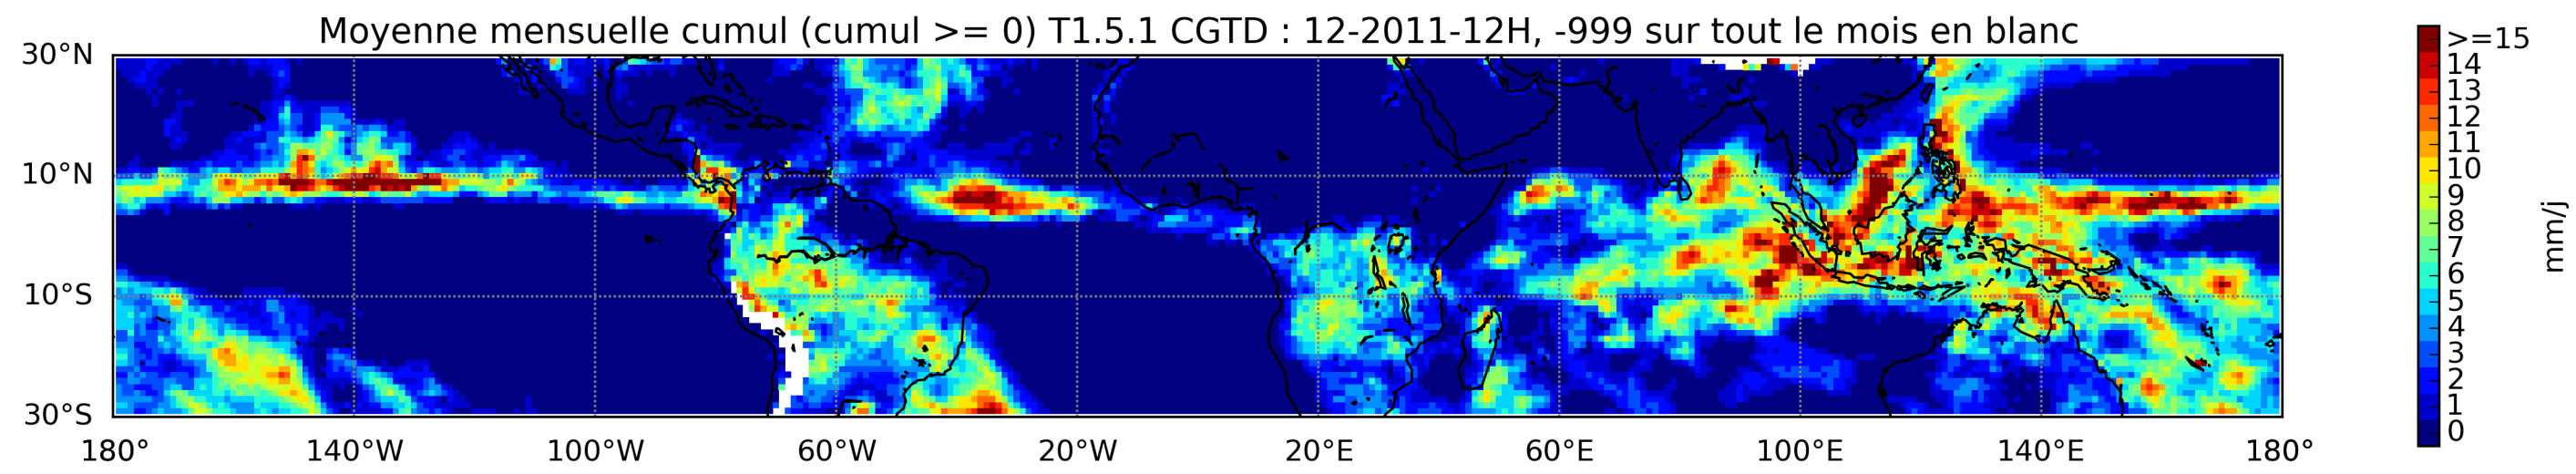 Moyenne mensuelle cumul (cumul >= 0) T1.5.1 CGTD : 12-2011-12H, -999 sur tout le mois en blanc
30°N
10°N
10°S
30°S
180°
140°W
100°W
60°W
20°W
20°E
60°E
100°E
140°E
180°
>=15
14
13
12
11
10
9
8
7
6
5
4
3
2
1
0
mm/j